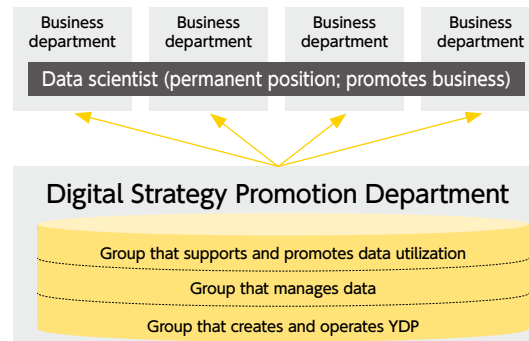 Business
department
Business
department
Business
department
Business
department
Data scientist (permanent position; promotes business)
Digital Strategy Promotion Department
Group that supports and promotes data utilization
Group that manages data
Group that creates and operates YDP